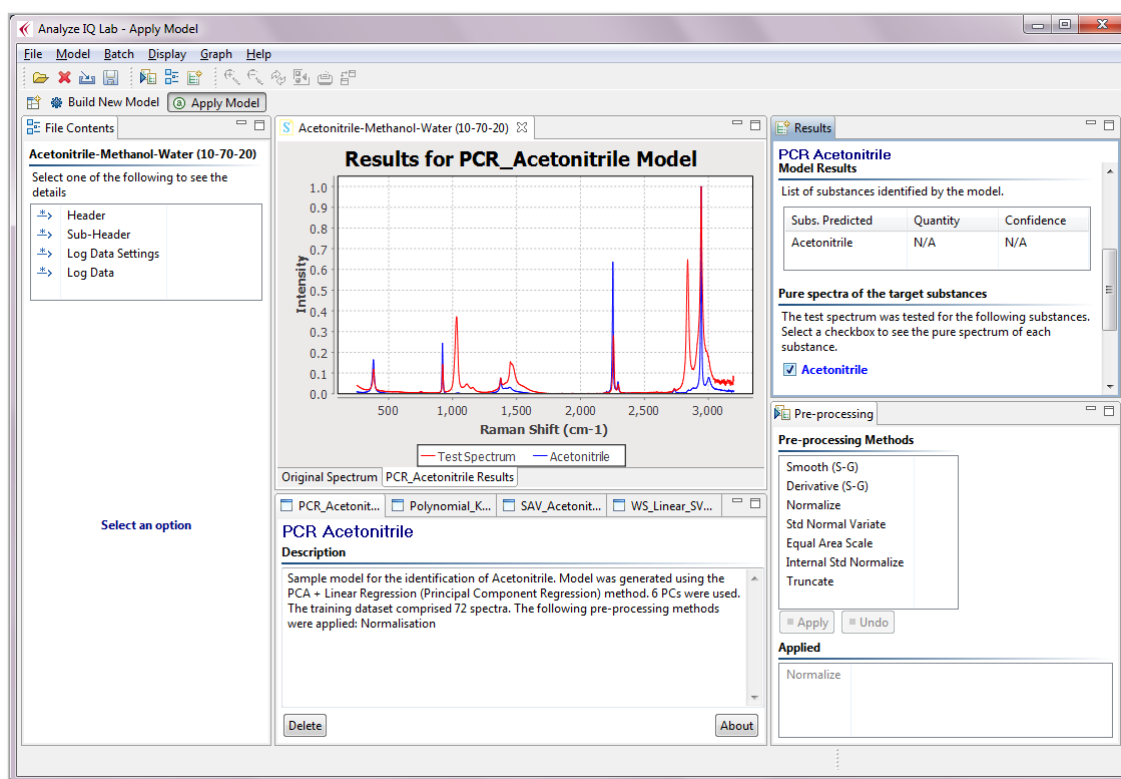 Analyze IQ Lab - Apply Model
File Model Batch Display Graph Help
Build New Model Apply Model
File Contents
Acetonitrile-Methanol-Water (10-70-20)
Select one of the following to see the
details
Header
Sub-Header
Log Data Settings
Log Data
Select an option
Acetonitrile-Methanol-Water (10-70-20)
Results for PCR_Acetonitrile Model
Intensity
1.0
0.9
0.8
0.7
0.6
0.5
0.4
0.3
0.2
0.1
0.0
500 1,000 1,500 2,000 2,500 3,000
Raman Shift (cm-1)
Test Spectrum Acetonitrile
Original Spectrum PCR_Acetonitrile Results
PCR_Acetonit... Polynomial_K... SAV_Acetonit... WS_Linear_SV...
PCR Acetonitrile
Description
Sample model for the identification of Acetonitrile. Model was generated using the
PCA + Linear Regression (Principal Component Regression) method. 6 PCs were used.
The training dataset comprised 72 spectra. The following pre-processing methods
were applied: Normalisation
Delete About
Results
PCR Acetonitrile
Model Results
List of substances identified by the model.
Subs. Predicted Quantity Confidence
Acetonitrile N/A N/A
Pure spectra of the target substances
The test spectrum was tested for the following substances.
Select a checkbox to see the pure spectrum of each
substance.
Acetonitrile
Pre-processing
Pre-processing Methods
Smooth (S-G)
Derivative (S-G)
Normalize
Std Normal Variate
Equal Area Scale
Internal Std Normalize
Truncate
Apply Undo
Applied
Normalize